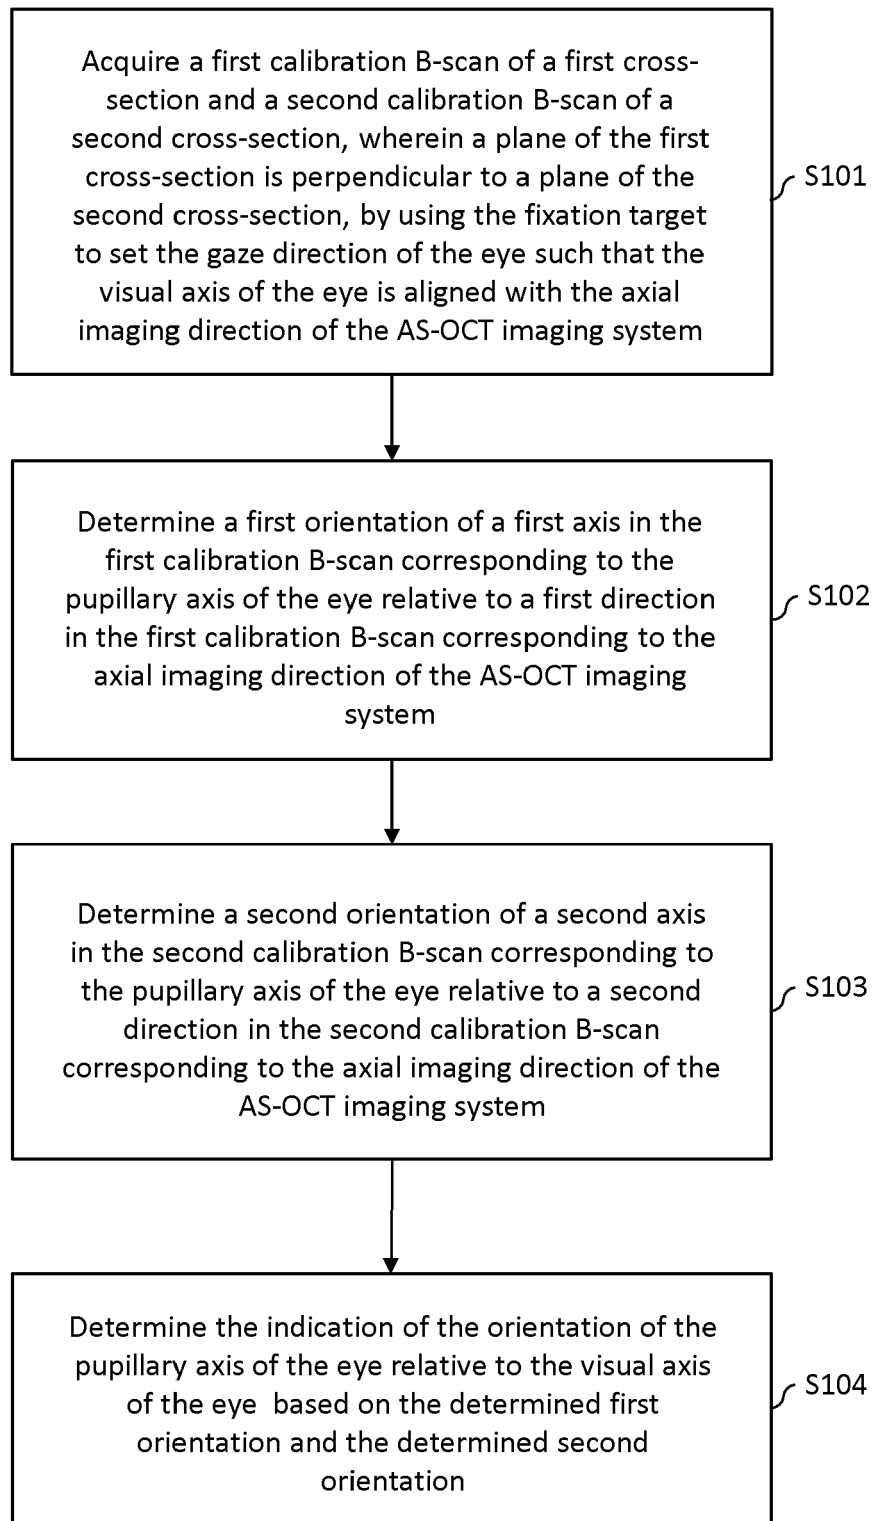 Acquire a first calibration B-scan of a first cross-
section and a second calibration B-scan of a
second cross-section, wherein a plane of the first
cross-section is perpendicular to a plane of the
second cross-section, by using the fixation target
to set the gaze direction of the eye such that the
visual axis of the eye is aligned with the axial
imaging direction of the AS-OCT imaging system
S101
Determine a first orientation of a first axis in the
first calibration B-scan corresponding to the
pupillary axis of the eye relative to a first direction
in the first calibration B-scan corresponding to the
axial imaging direction of the AS-OCT imaging
system
S102
Determine a second orientation of a second axis
in the second calibration B-scan corresponding to
the pupillary axis of the eye relative to a second
direction in the second calibration B-scan
corresponding to the axial imaging direction of the
AS-OCT imaging system
S103
Determine the indication of the orientation of the
pupillary axis of the eye relative to the visual axis
of the eye  based on the determined first
orientation and the determined second
orientation
S104